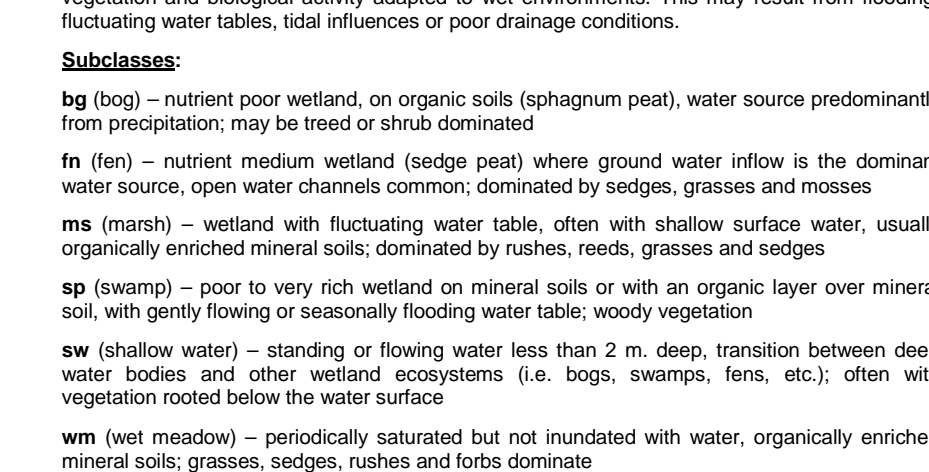 vegetation and biological activity adapted to wet environments. This may result from flooding
fluctuating water tables, tidal influences or poor drainage conditions.
Subclasses:
bg (bog) – nutrient poor wetland, on organic soils (sphagnum peat), water source predominantl
from precipitation; may be treed or shrub dominated
fn (fen) – nutrient medium wetland (sedge peat) where ground water inflow is the dominan
water source, open water channels common; dominated by sedges, grasses and mosses
ms (marsh) – wetland with fluctuating water table, often with shallow surface water, usuall
organically enriched mineral soils; dominated by rushes, reeds, grasses and sedges
sp (swamp) – poor to very rich wetland on mineral soils or with an organic layer over minera
soil, with gently flowing or seasonally flooding water table; woody vegetation
sw (shallow water) – standing or flowing water less than 2 m. deep, transition between dee
water bodies and other wetland ecosystems (i.e. bogs, swamps, fens, etc.); often wit
vegetation rooted below the water surface
wm (wet meadow) – periodically saturated but not inundated with water, organically enriche
mineral soils; grasses, sedges, rushes and forbs dominate